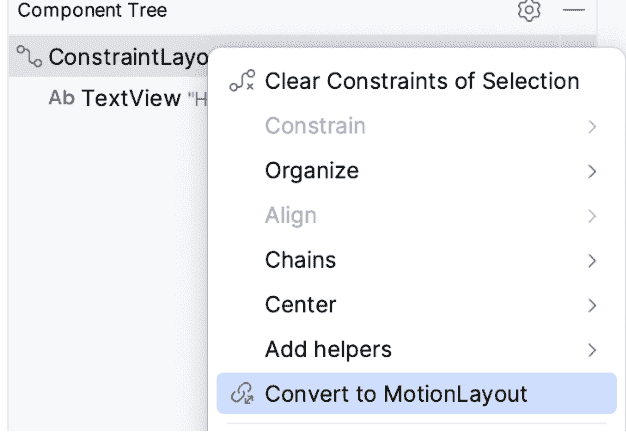 Component Tree
ConstraintLayo
Ab TextView "H
Clear Constraints of Selection
Constrain
Organize
Align
Chains
Center
Add helpers
Convert to MotionLayout